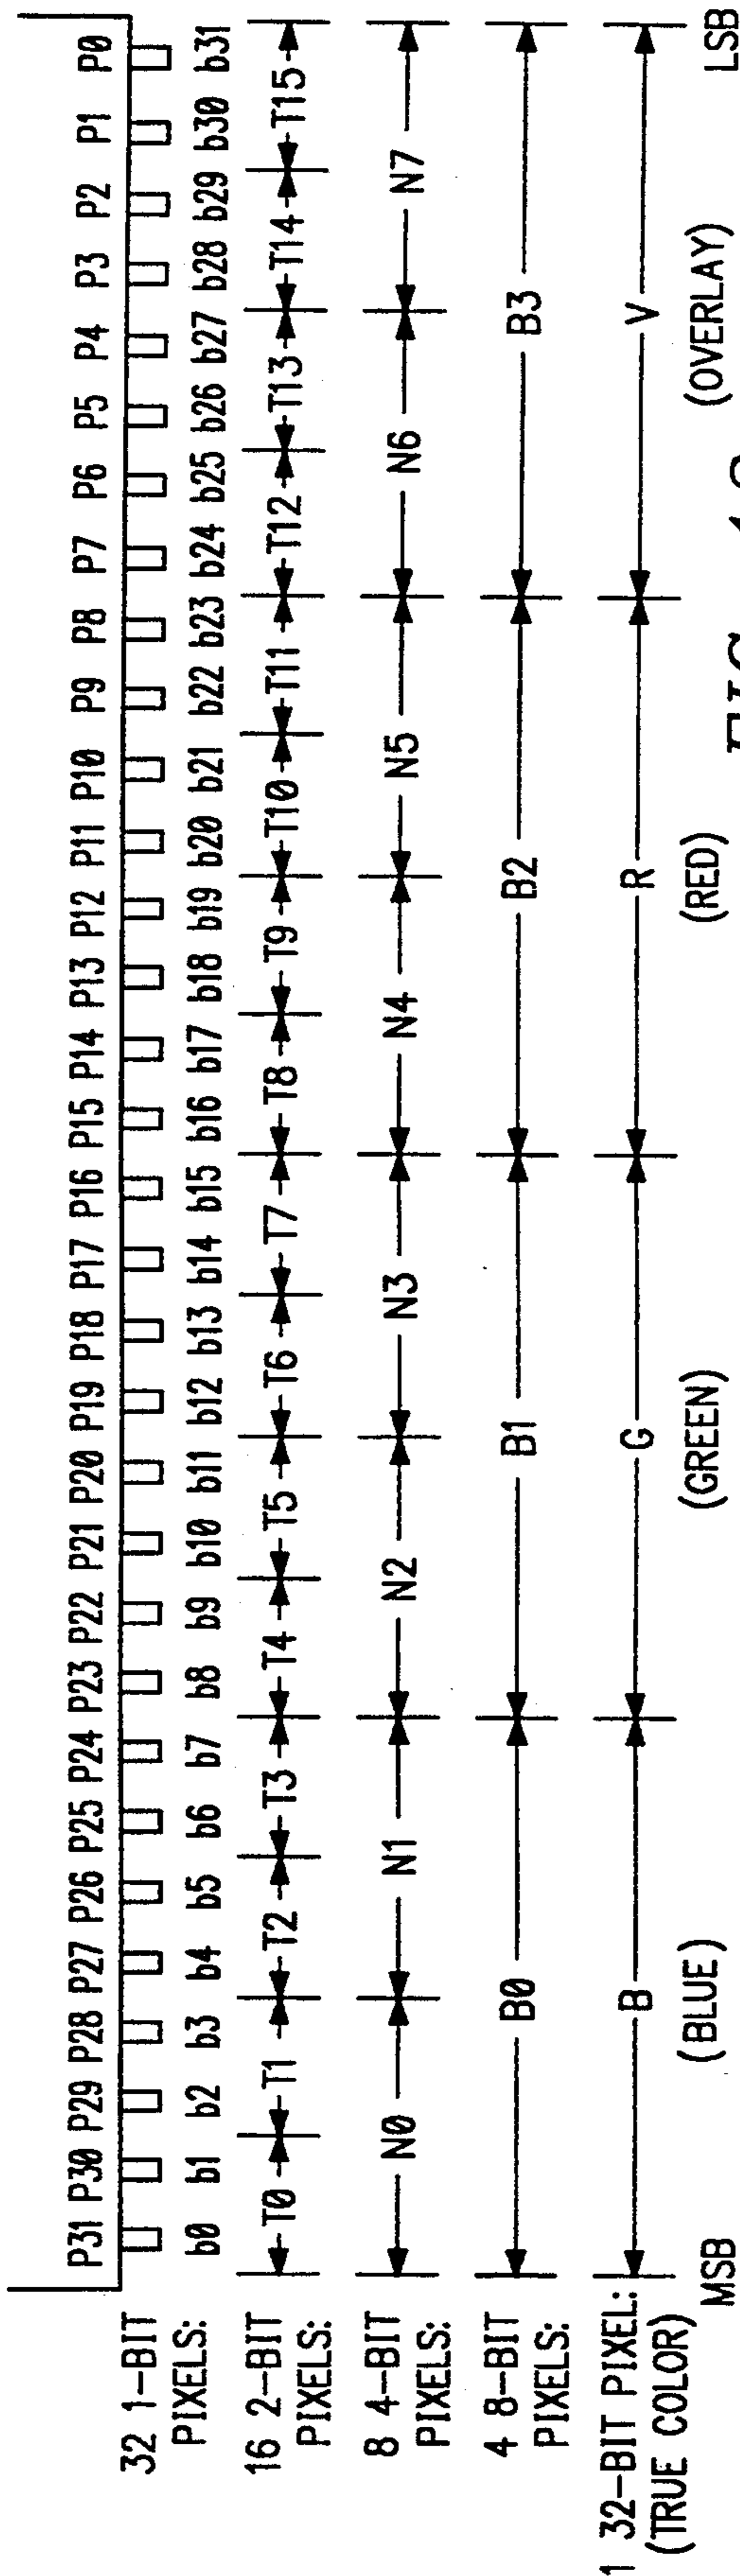 P31 P30 P29 P28 P27 P26 P25 P24 P23 P22 P21 P20 P19 P18 P17 P16 P15 P14 P13 P12 P11 P10 P9 P8 P7 P6 P5 P4 P3 P2 P1 P0
32 1-BIT PIXELS: b0 b1 b2 b3 b4 b5 b6 b7 b8 b9 b10 b11 b12 b13 b14 b15 b16 b17 b18 b19 b20 b21 b22 b23 b24 b25 b26 b27 b28 b29 b30 b31
16 2-BIT PIXELS: T0 T1 T2 T3 T4 T5 T6 T7 T8 T9 T10 T11 T12 T13 T14 T15
8 4-BIT PIXELS: N0 N1 N2 N3 N4 N5 N6 N7
4 8-BIT PIXELS: B0 B1 B2 B3
1 32-BIT PIXEL: (TRUE COLOR) B G R V
(BLUE) (GREEN) (RED) (OVERLAY)
MSB LSB